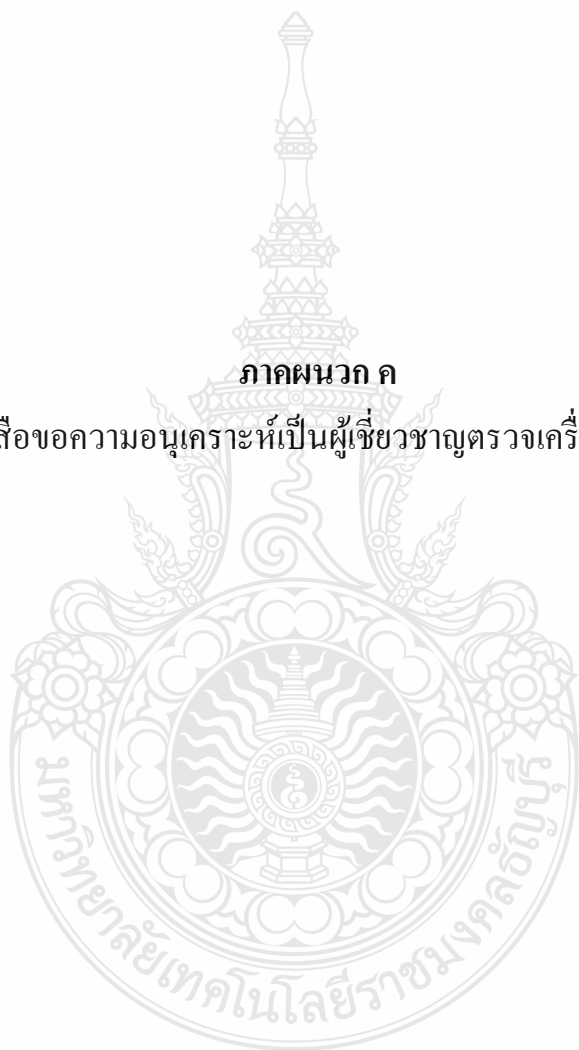 ภาคผนวก ค
สือขอความอนุเคราะห์เป็นผู้เชี่ยวชาญตรวจเครื่
มหาวิทยาลัยเทคโนโลยีราชมงคลธัญบุรี